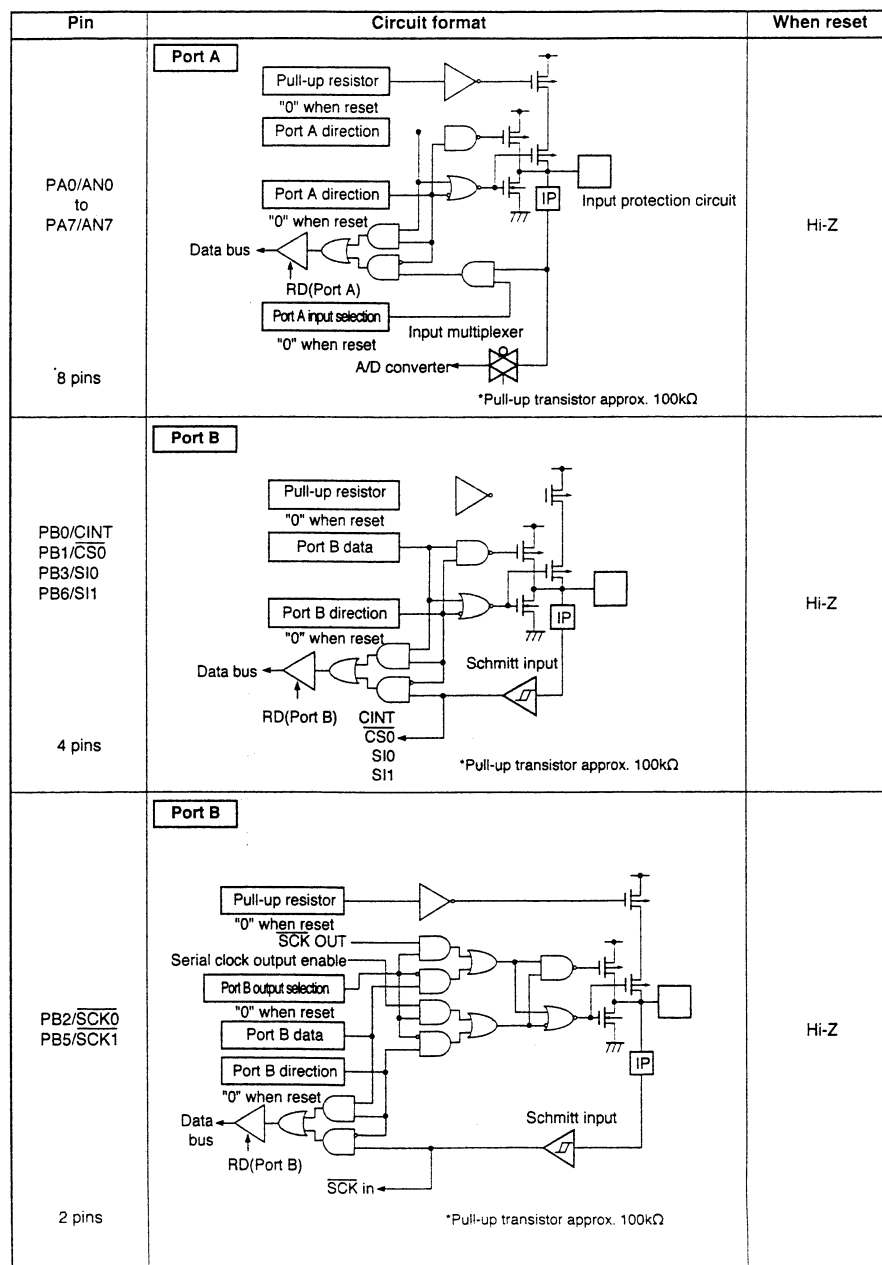 Pin Circuit format When reset
Port A
Pull-up resistor
"0" when reset
Port A direction
PA0/AN0
to
PA7/AN7
Port A direction
"0" when reset
IP
Input protection circuit
Hi-Z
Data bus
RD(Port A)
Port A input selection
"0" when reset
Input multiplexer
A/D converter
8 pins
*Pull-up transistor approx. 100kΩ
Port B
Pull-up resistor
"0" when reset
PB0/CINT
PB1/C̅S̅0̅
PB3/SI0
PB6/SI1
Port B data
Port B direction
"0" when reset
IP
Hi-Z
Schmitt input
Data bus
RD(Port B)
CINT
C̅S̅0̅
SI0
SI1
4 pins
*Pull-up transistor approx. 100kΩ
Port B
Pull-up resistor
"0" when reset
S̅C̅K̅ OUT
Serial clock output enable
Port B output selection
"0" when reset
PB2/S̅C̅K̅0̅
PB5/S̅C̅K̅1̅
Port B data
Port B direction
"0" when reset
IP
Hi-Z
Schmitt input
Data
bus
RD(Port B)
S̅C̅K̅ in
2 pins
*Pull-up transistor approx. 100kΩ